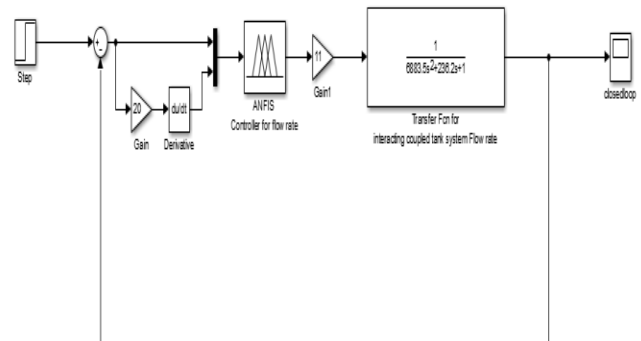 Step
+
-
20
Gain
du/dt
Derivative
ANFIS
Controller for flow rate
11
Gain1
1
6883.5s2+236.2s+1
Transfer Fcn for
interacting coupled tank system Flow rate
closedloop